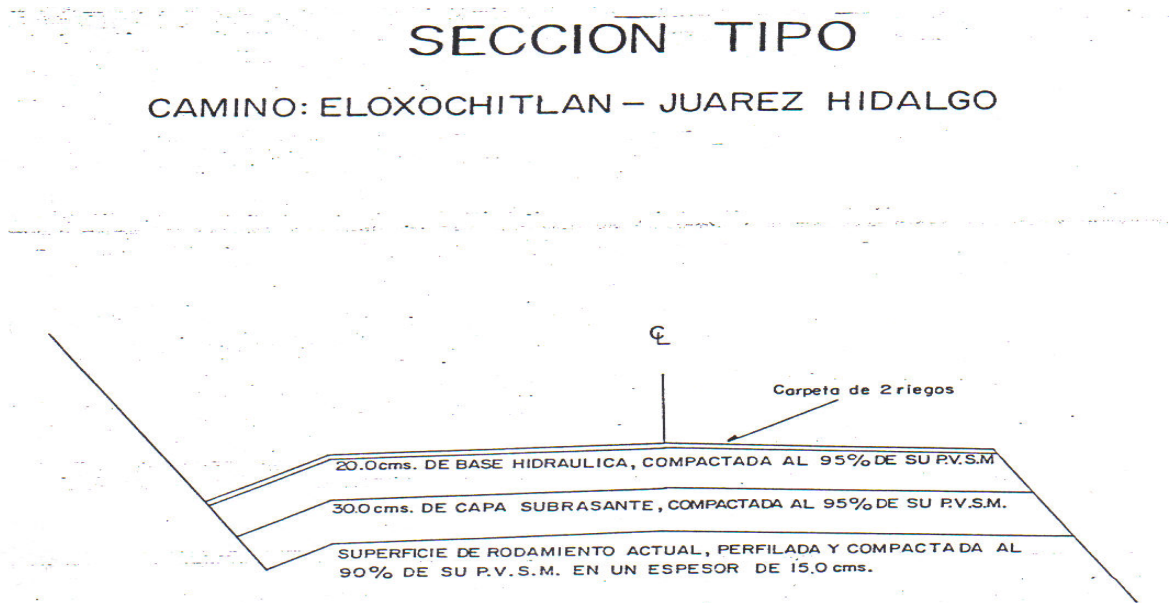 SECCION TIPO
CAMINO: ELOXOCHITLAN – JUAREZ HIDALGO
℄
Carpeta de 2 riegos
20.0cms. DE BASE HIDRAULICA, COMPACTADA AL 95% DE SU P.V.S.M
30.0 cms. DE CAPA SUBRASANTE, COMPACTADA AL 95% DE SU P.V.S.M.
SUPERFICIE DE RODAMIENTO ACTUAL, PERFILADA Y COMPACTADA AL
90% DE SU P.V.S.M. EN UN ESPESOR DE 15.0 cms.